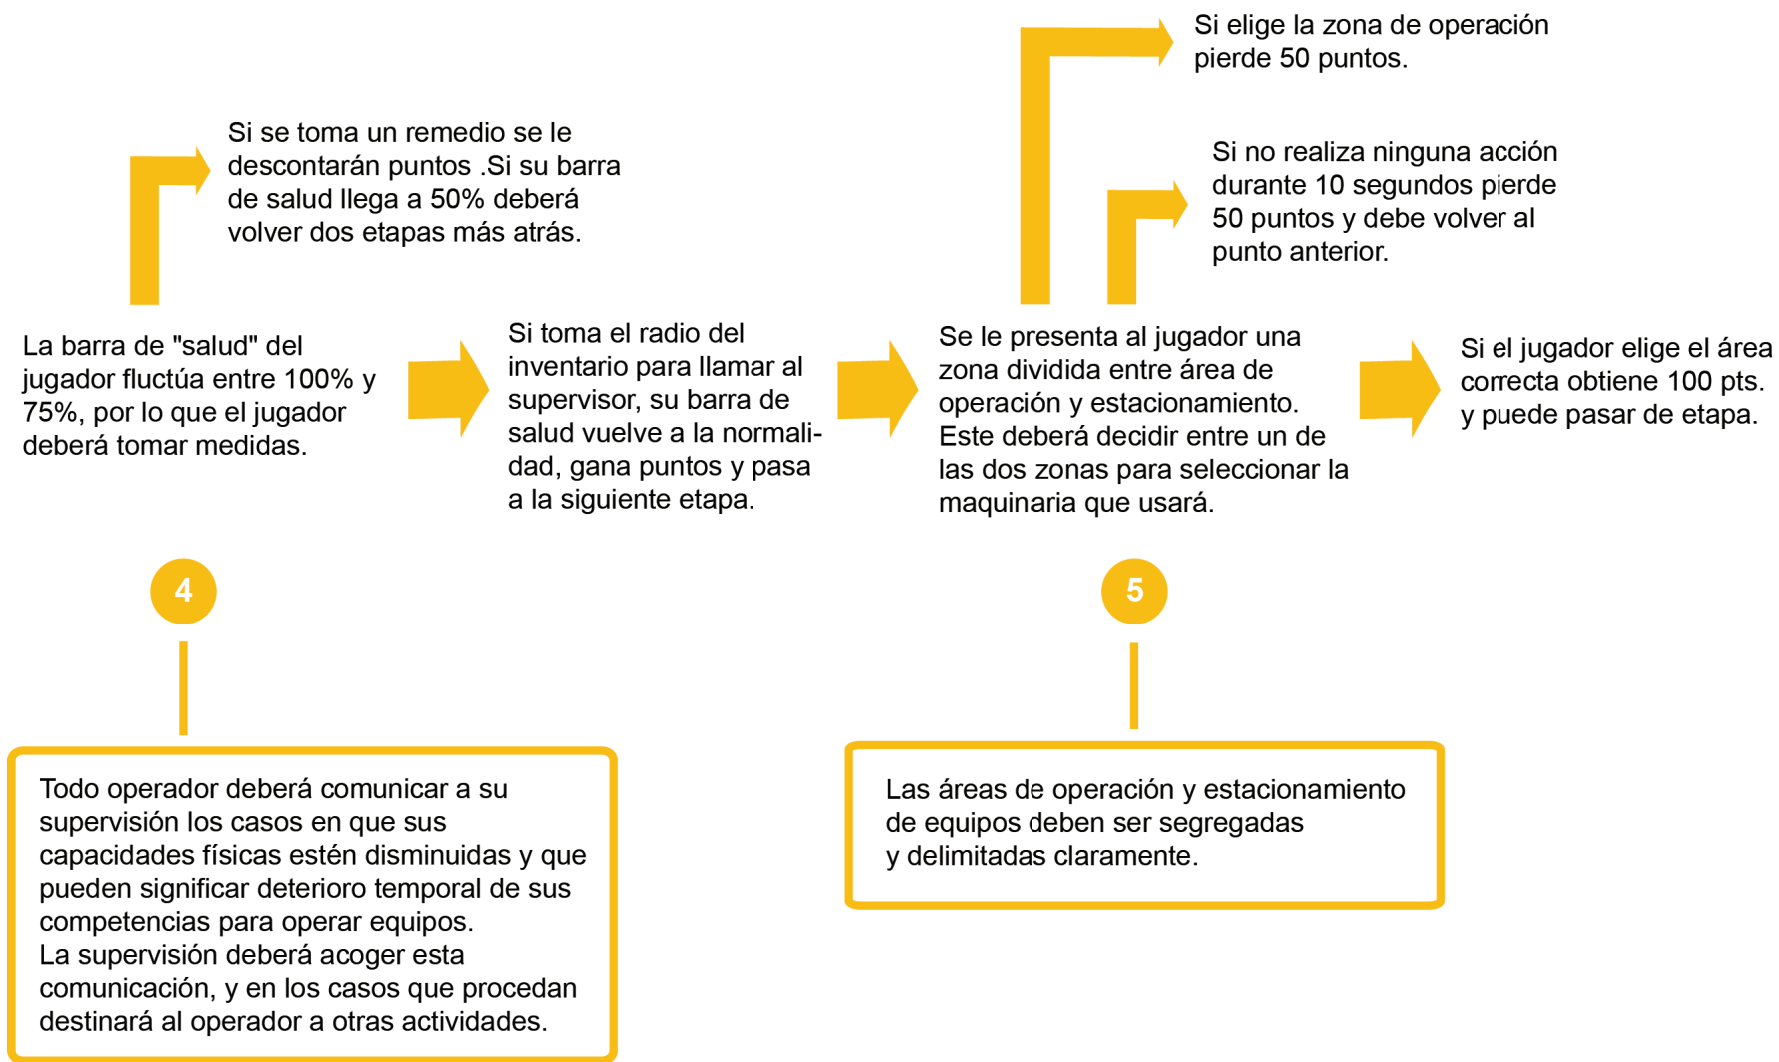 Si elige la zona de operación
pierde 50 puntos.
Si se toma un remedio se le
descontarán puntos .Si su barra
de salud llega a 50% deberá
volver dos etapas más atrás.
Si no realiza ninguna acción
durante 10 segundos pierde
50 puntos y debe volver al
punto anterior.
La barra de "salud" del
jugador fluctúa entre 100% y
75%, por lo que el jugador
deberá tomar medidas.
Si toma el radio del
inventario para llamar al
supervisor, su barra de
salud vuelve a la normali-
dad, gana puntos y pasa
a la siguiente etapa.
Se le presenta al jugador una
zona dividida entre área de
operación y estacionamiento.
Este deberá decidir entre un de
las dos zonas para seleccionar la
maquinaria que usará.
Si el jugador elige el área
correcta obtiene 100 pts.
y puede pasar de etapa.
4
5
Todo operador deberá comunicar a su
supervisión los casos en que sus
capacidades físicas estén disminuidas y que
pueden significar deterioro temporal de sus
competencias para operar equipos.
La supervisión deberá acoger esta
comunicación, y en los casos que procedan
destinará al operador a otras actividades.
Las áreas de operación y estacionamiento
de equipos deben ser segregadas
y delimitadas claramente.